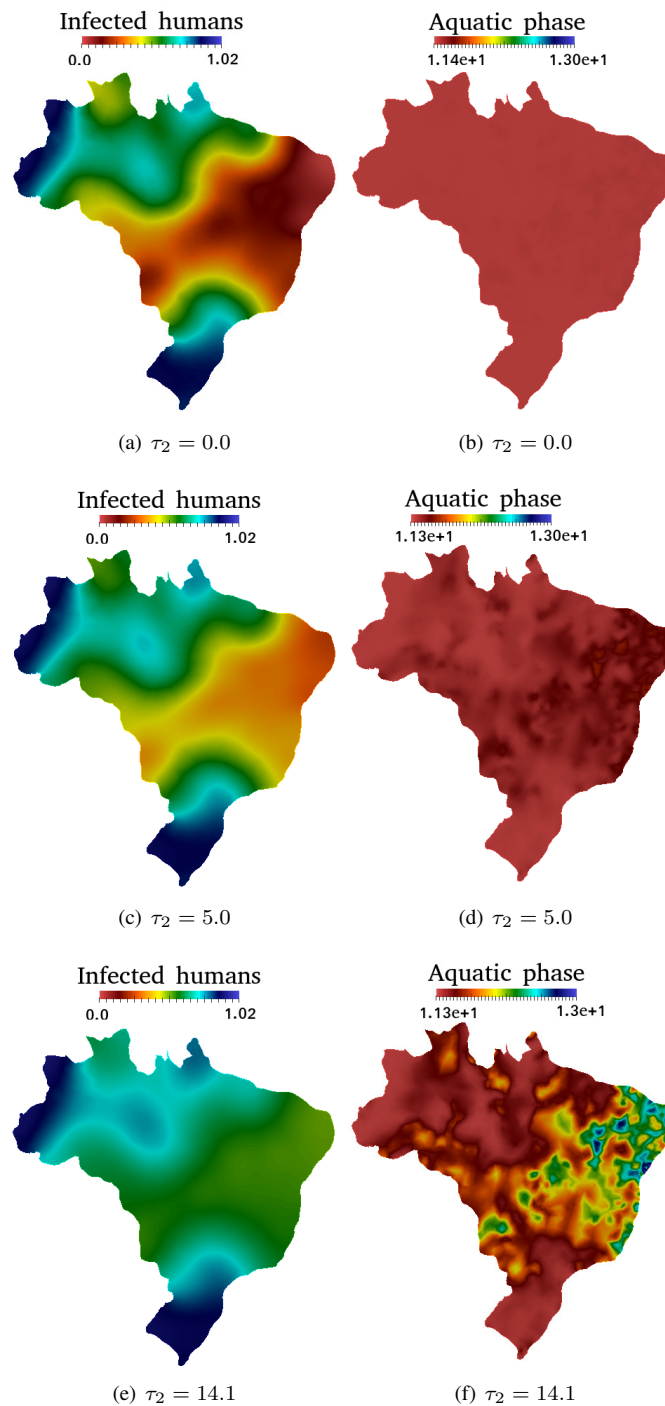 Infected humans
0.0 1.02
Aquatic phase
1.14e+1 1.30e+1
(a) τ₂ = 0.0
(b) τ₂ = 0.0
Infected humans
0.0 1.02
Aquatic phase
1.13e+1 1.30e+1
(c) τ₂ = 5.0
(d) τ₂ = 5.0
Infected humans
0.0 1.02
Aquatic phase
1.13e+1 1.3e+1
(e) τ₂ = 14.1
(f) τ₂ = 14.1